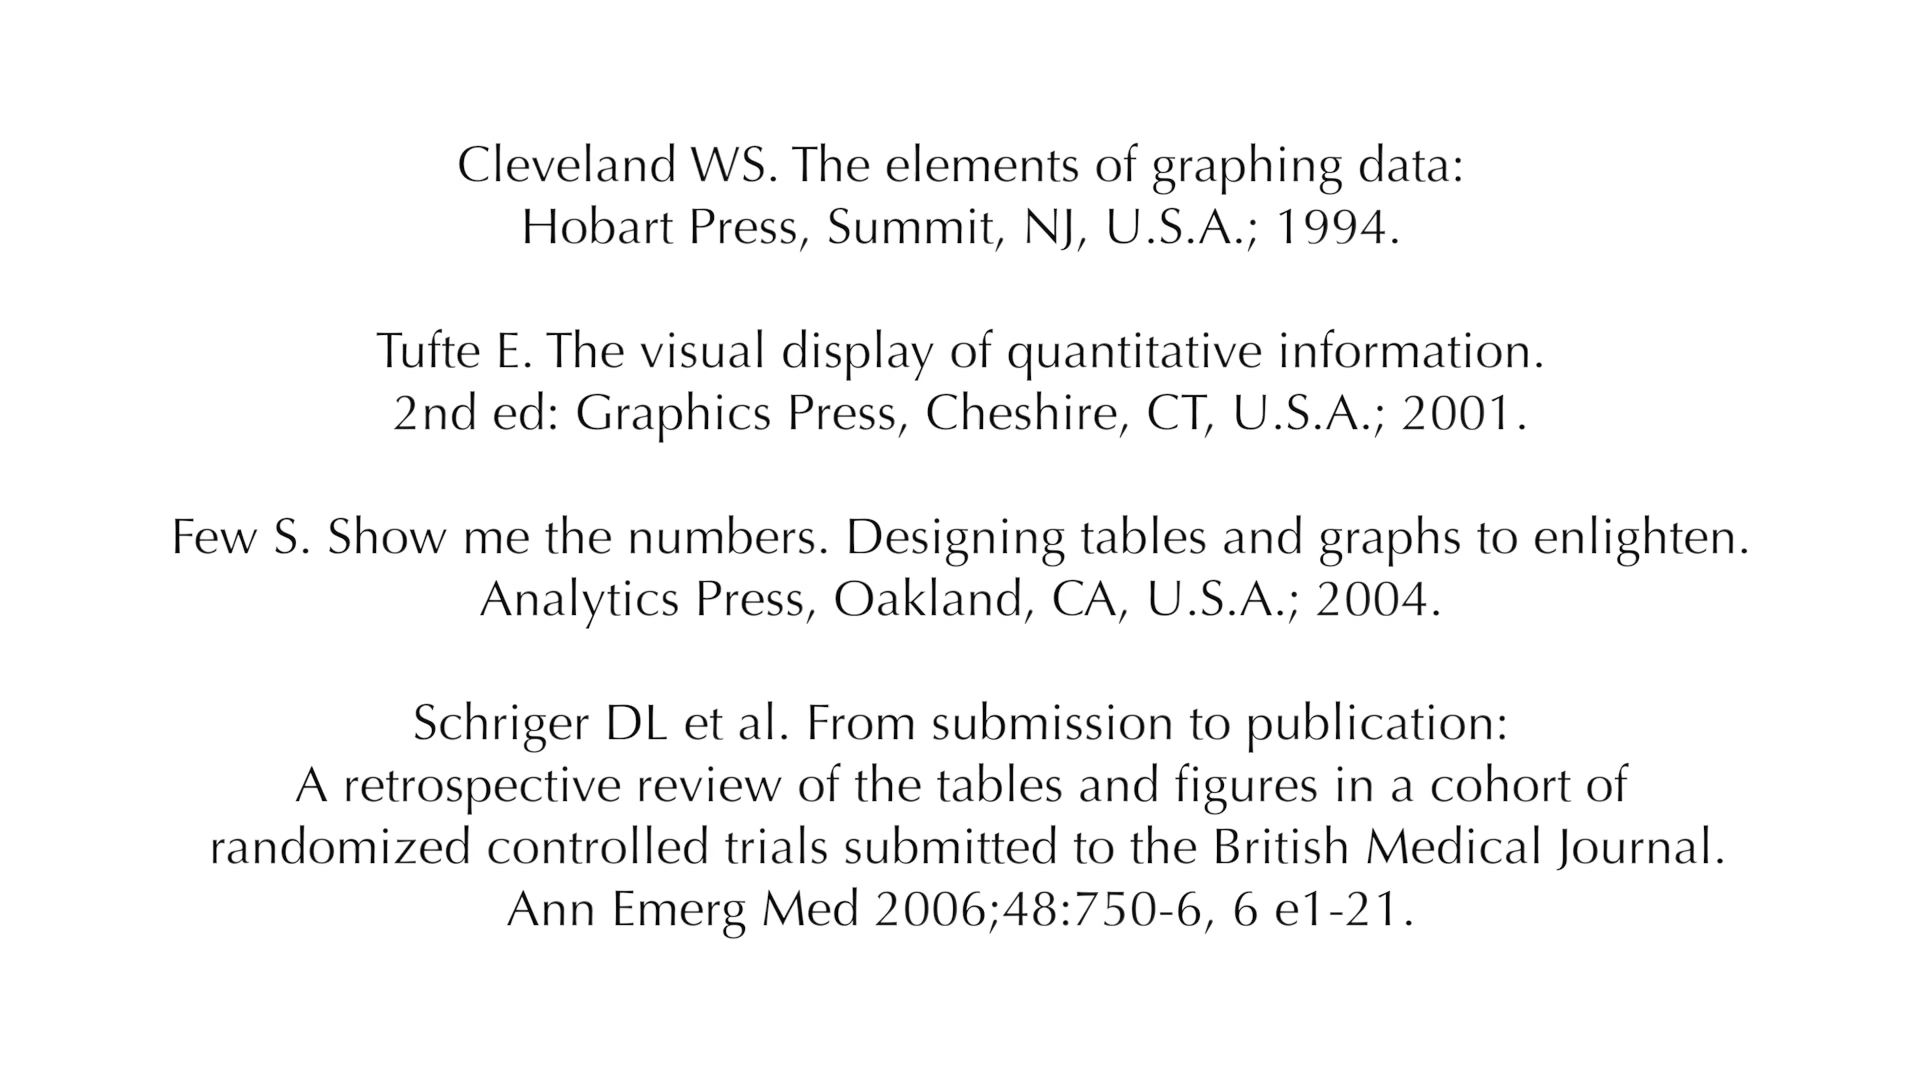 Cleveland WS. The elements of graphing data:
Hobart Press, Summit, NJ, U.S.A.; 1994.
Tufte E. The visual display of quantitative information.
2nd ed: Graphics Press, Cheshire, CT, U.S.A.; 2001.
Few S. Show me the numbers. Designing tables and graphs to enlighten.
Analytics Press, Oakland, CA, U.S.A.; 2004.
Schriger DL et al. From submission to publication:
A retrospective review of the tables and figures in a cohort of
randomized controlled trials submitted to the British Medical Journal.
Ann Emerg Med 2006;48:750-6, 6 e1-21.